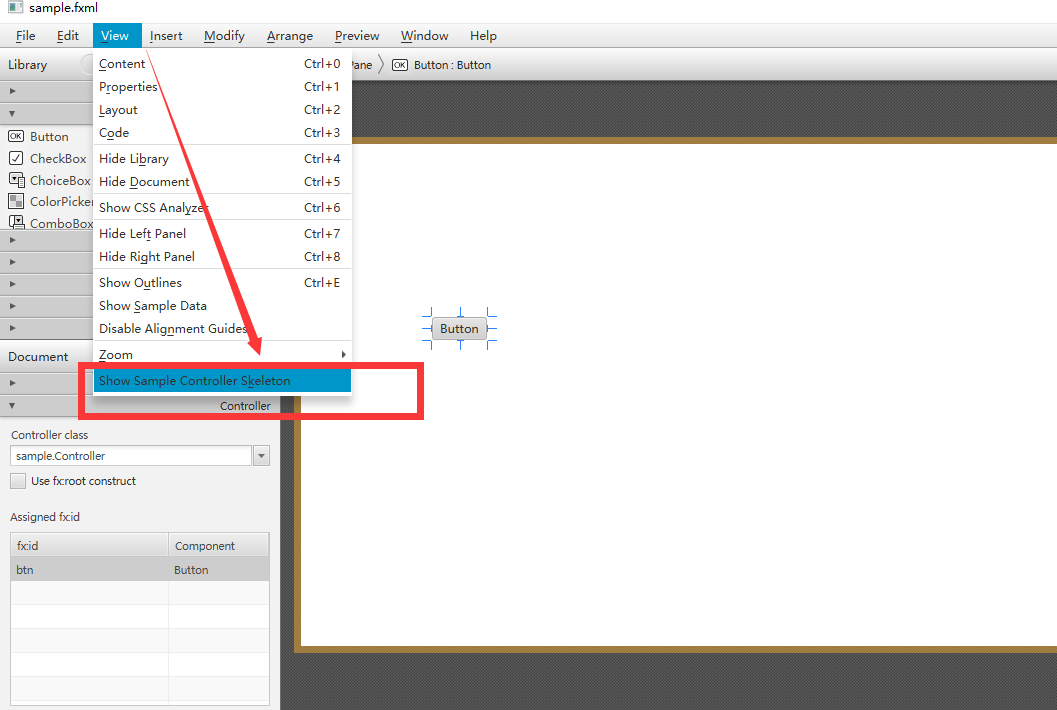 sample.fxml
File Edit View Insert Modify Arrange Preview Window Help
Library
ane
OK Button : Button
Content Ctrl+0
Properties Ctrl+1
Layout Ctrl+2
Code Ctrl+3
Hide Library Ctrl+4
Hide Document Ctrl+5
Show CSS Analyzer Ctrl+6
Hide Left Panel Ctrl+7
Hide Right Panel Ctrl+8
Show Outlines Ctrl+E
Show Sample Data
Disable Alignment Guides
Zoom
Show Sample Controller Skeleton
OK Button
CheckBox
ChoiceBox
ColorPicker
ComboBox
Button
Document
Controller
Controller class
sample.Controller
Use fx:root construct
Assigned fx:id
fx:id Component
btn Button